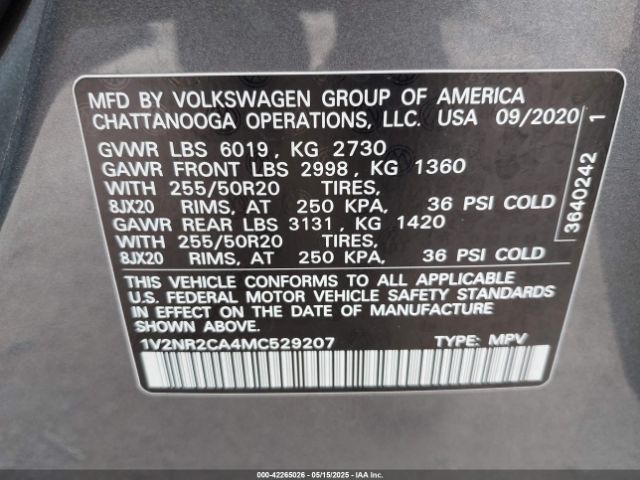 MFD BY VOLKSWAGEN GROUP OF AMERICA
CHATTANOOGA OPERATIONS, LLC. USA 09/2020
GVWR LBS 6019, KG 2730
GAWR FRONT LBS 2998, KG 1360
WITH 255/50R20 TIRES,
8JX20 RIMS, AT 250 KPA, 36 PSI COLD
GAWR REAR LBS 3131, KG 1420
WITH 255/50R20 TIRES,
8JX20 RIMS, AT 250 KPA, 36 PSI COLD
THIS VEHICLE CONFORMS TO ALL APPLICABLE
U.S. FEDERAL MOTOR VEHICLE SAFETY STANDARDS
IN EFFECT ON THE DATE OF MANUFACTURE
SHOWN ABOVE.
1V2NR2CA4MC529207 TYPE: MPV
3640242 1
000-42265026 - 05/15/2025 - IAAI.COM